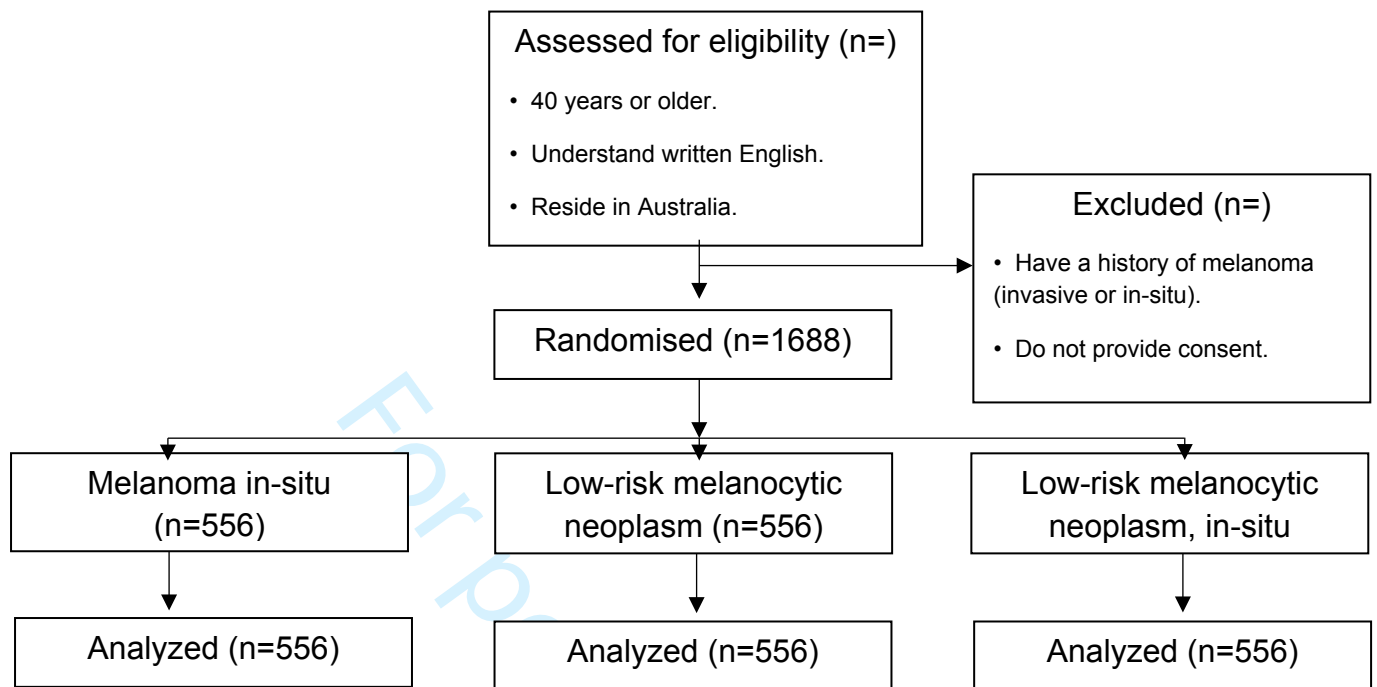 Assessed for eligibility (n=)
• 40 years or older.
• Understand written English.
• Reside in Australia.
Excluded (n=)
• Have a history of melanoma
(invasive or in-situ).
• Do not provide consent.
Randomised (n=1688)
Melanoma in-situ
(n=556)
Low-risk melanocytic
neoplasm (n=556)
Low-risk melanocytic
neoplasm, in-situ
Analyzed (n=556)
Analyzed (n=556)
Analyzed (n=556)
For pe